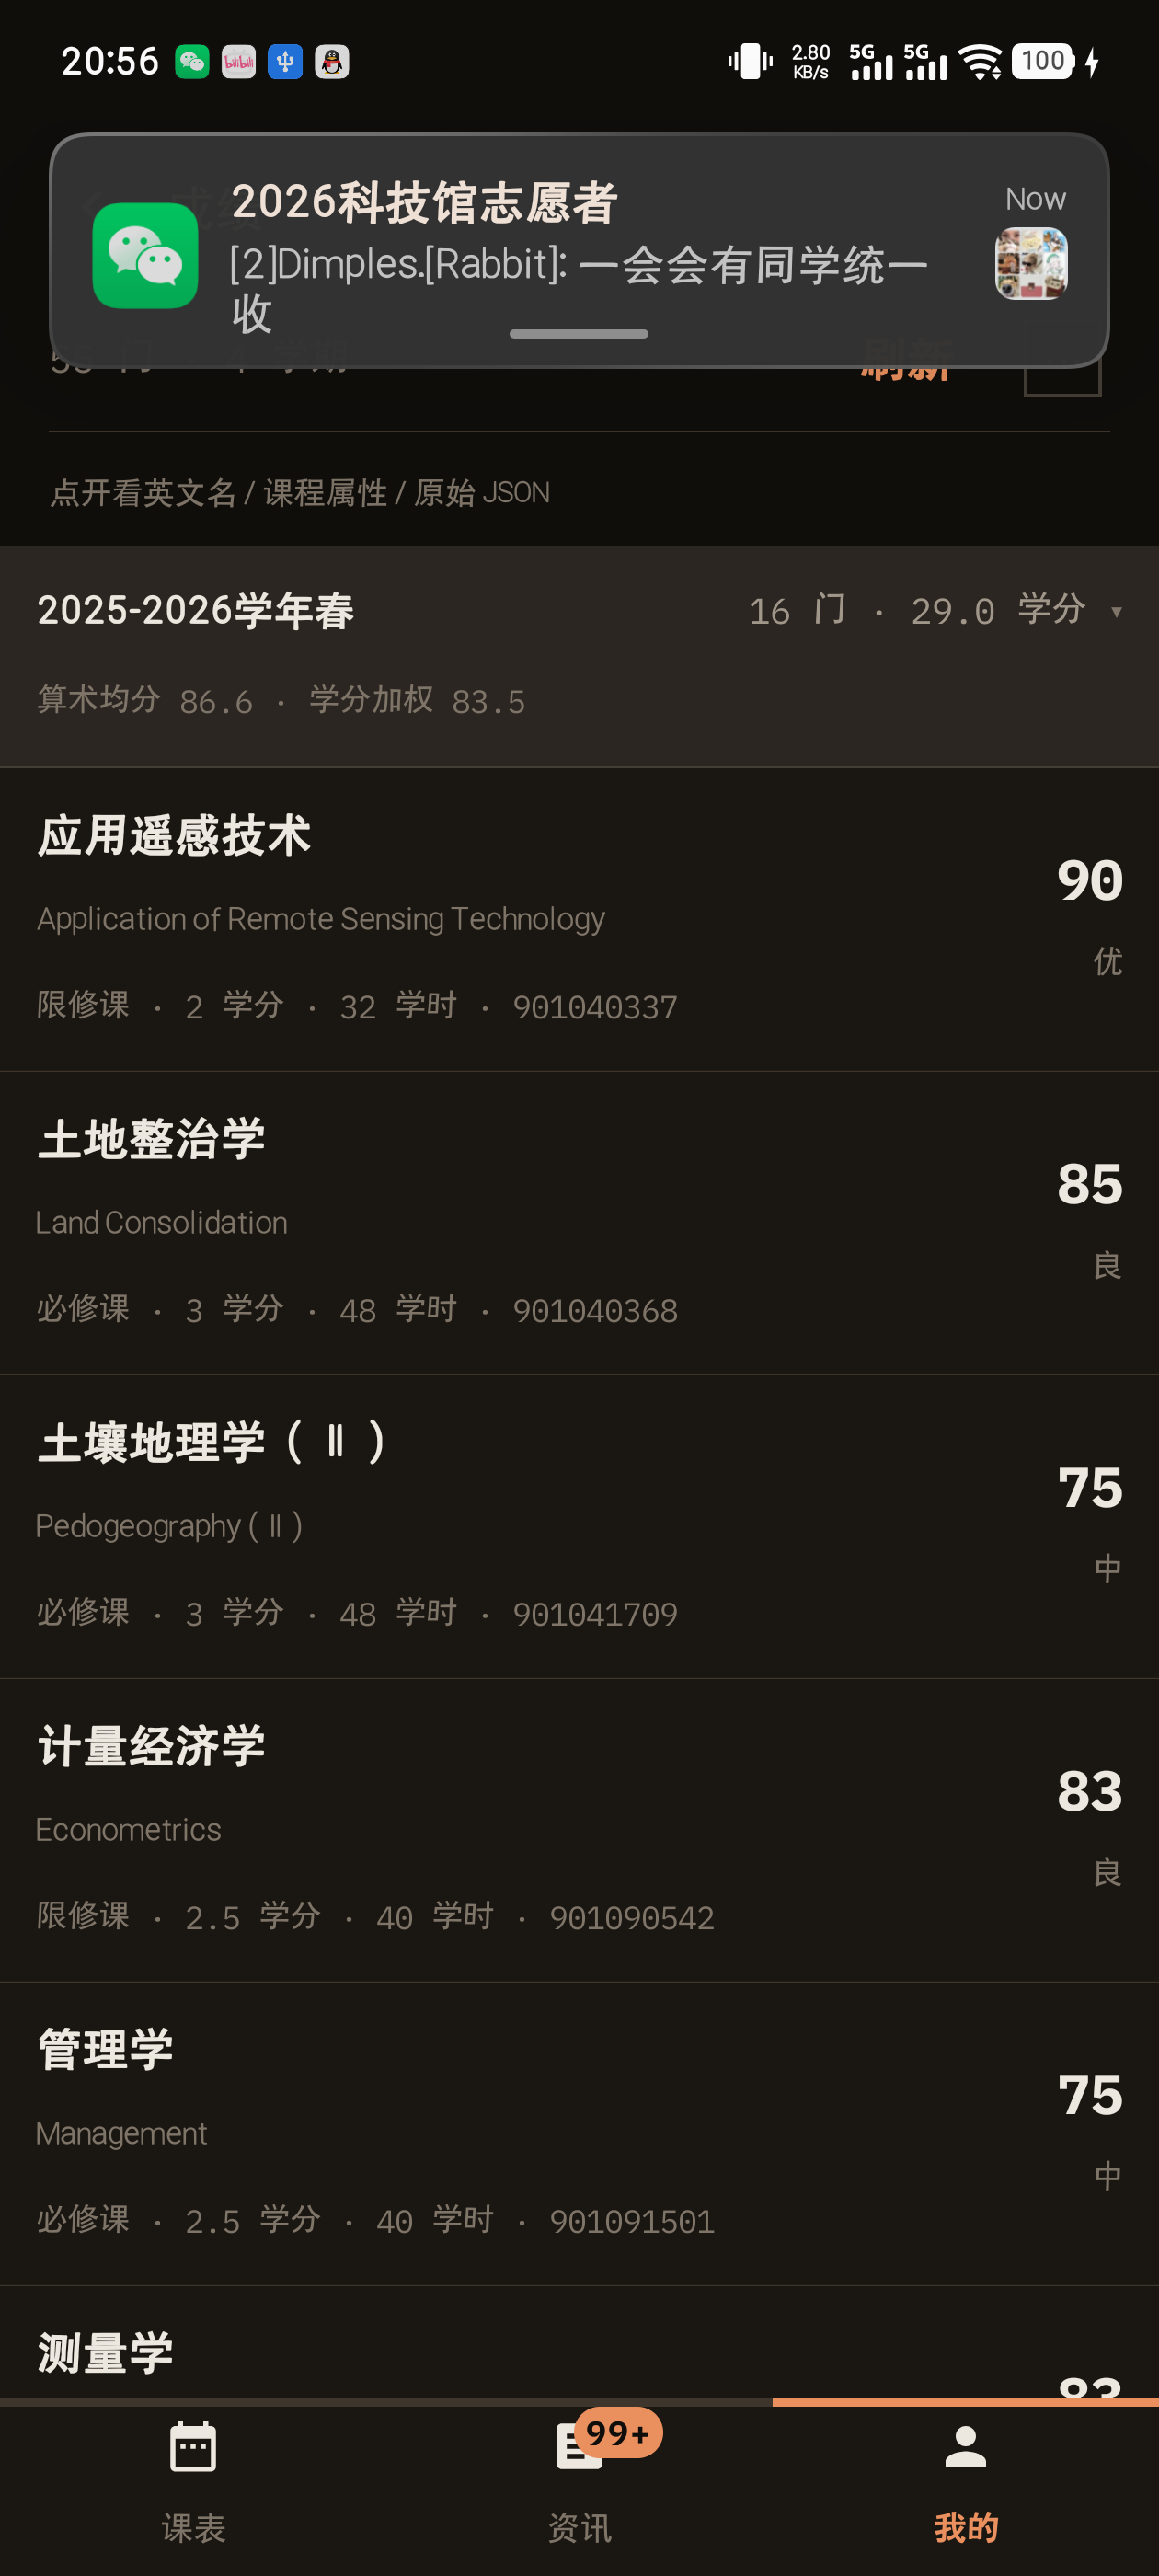 20:56
2.80 KB/s 5G 5G 100
2026科技馆志愿者
Now
[2]Dimples.[Rabbit]: 一会会有同学统一
收
55 门 · 4 学期
刷新
点开看英文名 / 课程属性 / 原始 JSON
2025-2026学年春
16 门 · 29.0 学分 ▾
算术均分 86.6 · 学分加权 83.5
应用遥感技术
90
Application of Remote Sensing Technology
优
限修课 · 2 学分 · 32 学时 · 901040337
土地整治学
85
Land Consolidation
良
必修课 · 3 学分 · 48 学时 · 901040368
土壤地理学（Ⅱ）
75
Pedogeography (Ⅱ)
中
必修课 · 3 学分 · 48 学时 · 901041709
计量经济学
83
Econometrics
良
限修课 · 2.5 学分 · 40 学时 · 901090542
管理学
75
Management
中
必修课 · 2.5 学分 · 40 学时 · 901091501
测量学
83
99+
课表
资讯
我的